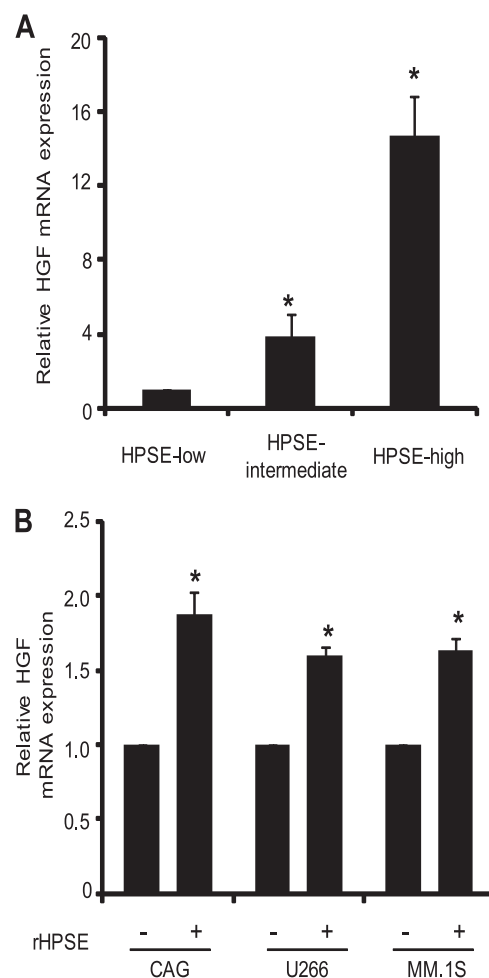 A
Relative HGF mRNA expression
20
16
12
8
4
0
*
*
HPSE-low
HPSE-
intermediate
HPSE-high
B
Relative HGF
mRNA expression
2.5
2.0
1.5
1.0
0.5
0
*
*
*
rHPSE
- + - + - +
CAG U266 MM.1S